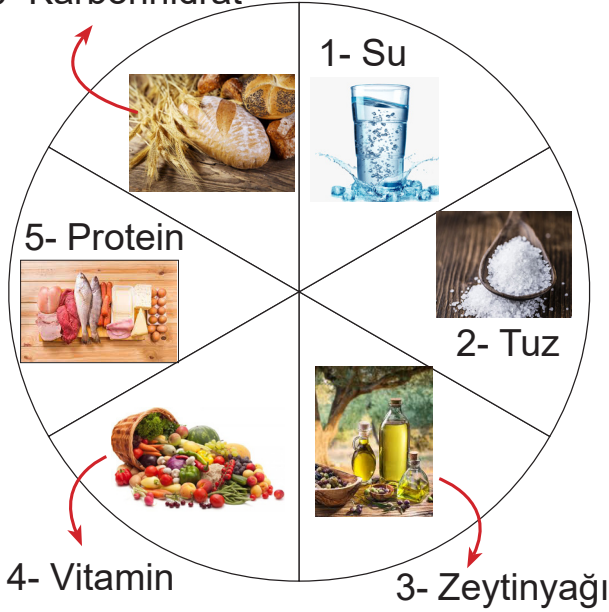 1- Su
2- Tuz
3- Zeytinyağı
4- Vitamin
5- Protein